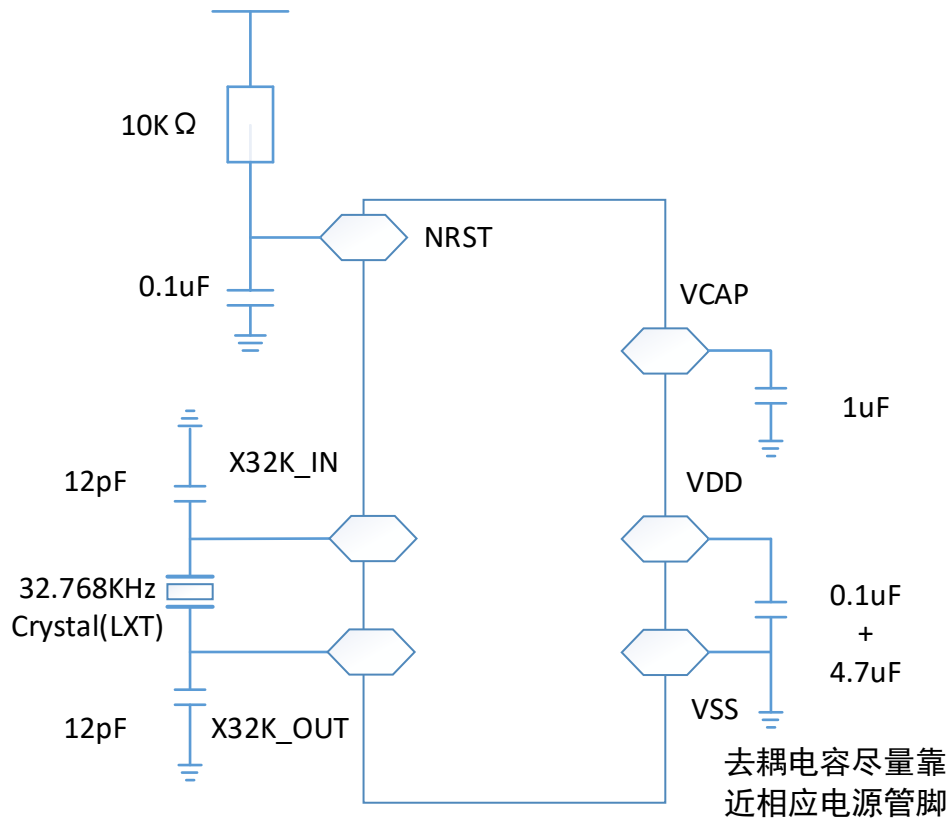 10KΩ
NRST
0.1uF
VCAP
1uF
X32K_IN
12pF
VDD
32.768KHz
Crystal(LXT)
0.1uF
+
4.7uF
12pF
X32K_OUT
VSS
去耦电容尽量靠
近相应电源管脚